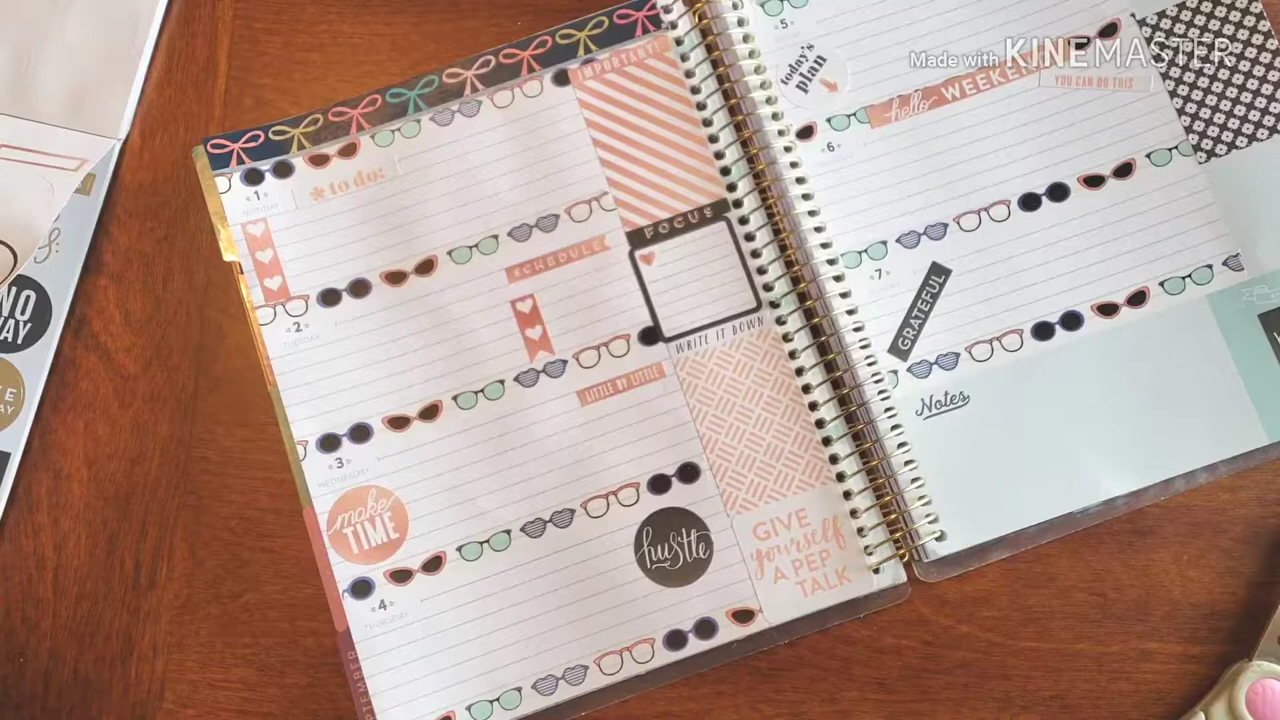 Made with KINEMASTER
IMPORTANT!
* to do:
1
MONDAY
SCHEDULE
FOCUS
WRITE IT DOWN
2
TUESDAY
LITTLE BY LITTLE
3
WEDNESDAY
make
TIME
hustle
GIVE
yourself
A PEP
TALK
4
THURSDAY
NO
5
today's
plan
hello WEEKEND
YOU CAN DO THIS
6
7
GRATEFUL
Notes